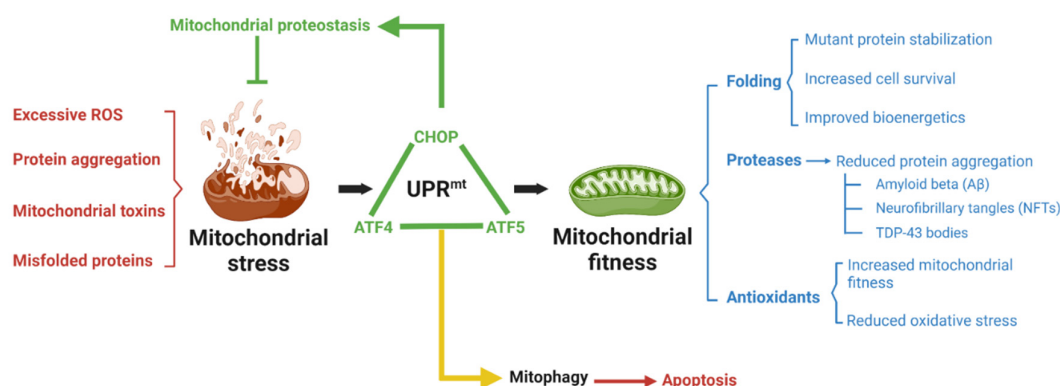 Mitochondrial proteostasis
Excessive ROS
Protein aggregation
Mitochondrial toxins
Misfolded proteins
Mitochondrial
stress
CHOP
UPRmt
ATF4
ATF5
Mitochondrial
fitness
Folding
Mutant protein stabilization
Increased cell survival
Improved bioenergetics
Proteases
Reduced protein aggregation
Amyloid beta (Aβ)
Neurofibrillary tangles (NFTs)
TDP-43 bodies
Antioxidants
Increased mitochondrial
fitness
Reduced oxidative stress
Mitophagy
Apoptosis